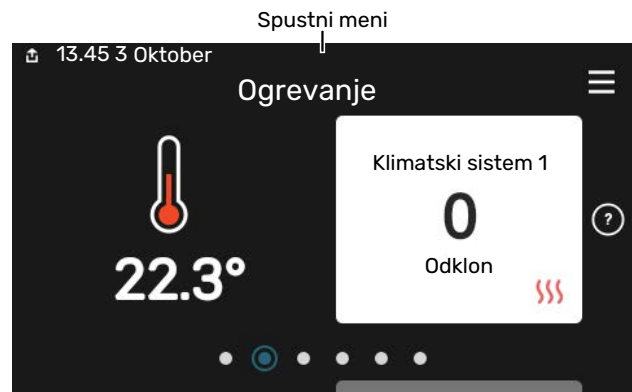 Spustni meni
13.45 3 Oktober
Ogrevanje
Klimatski sistem 1
0
Odklon
22.3°
?